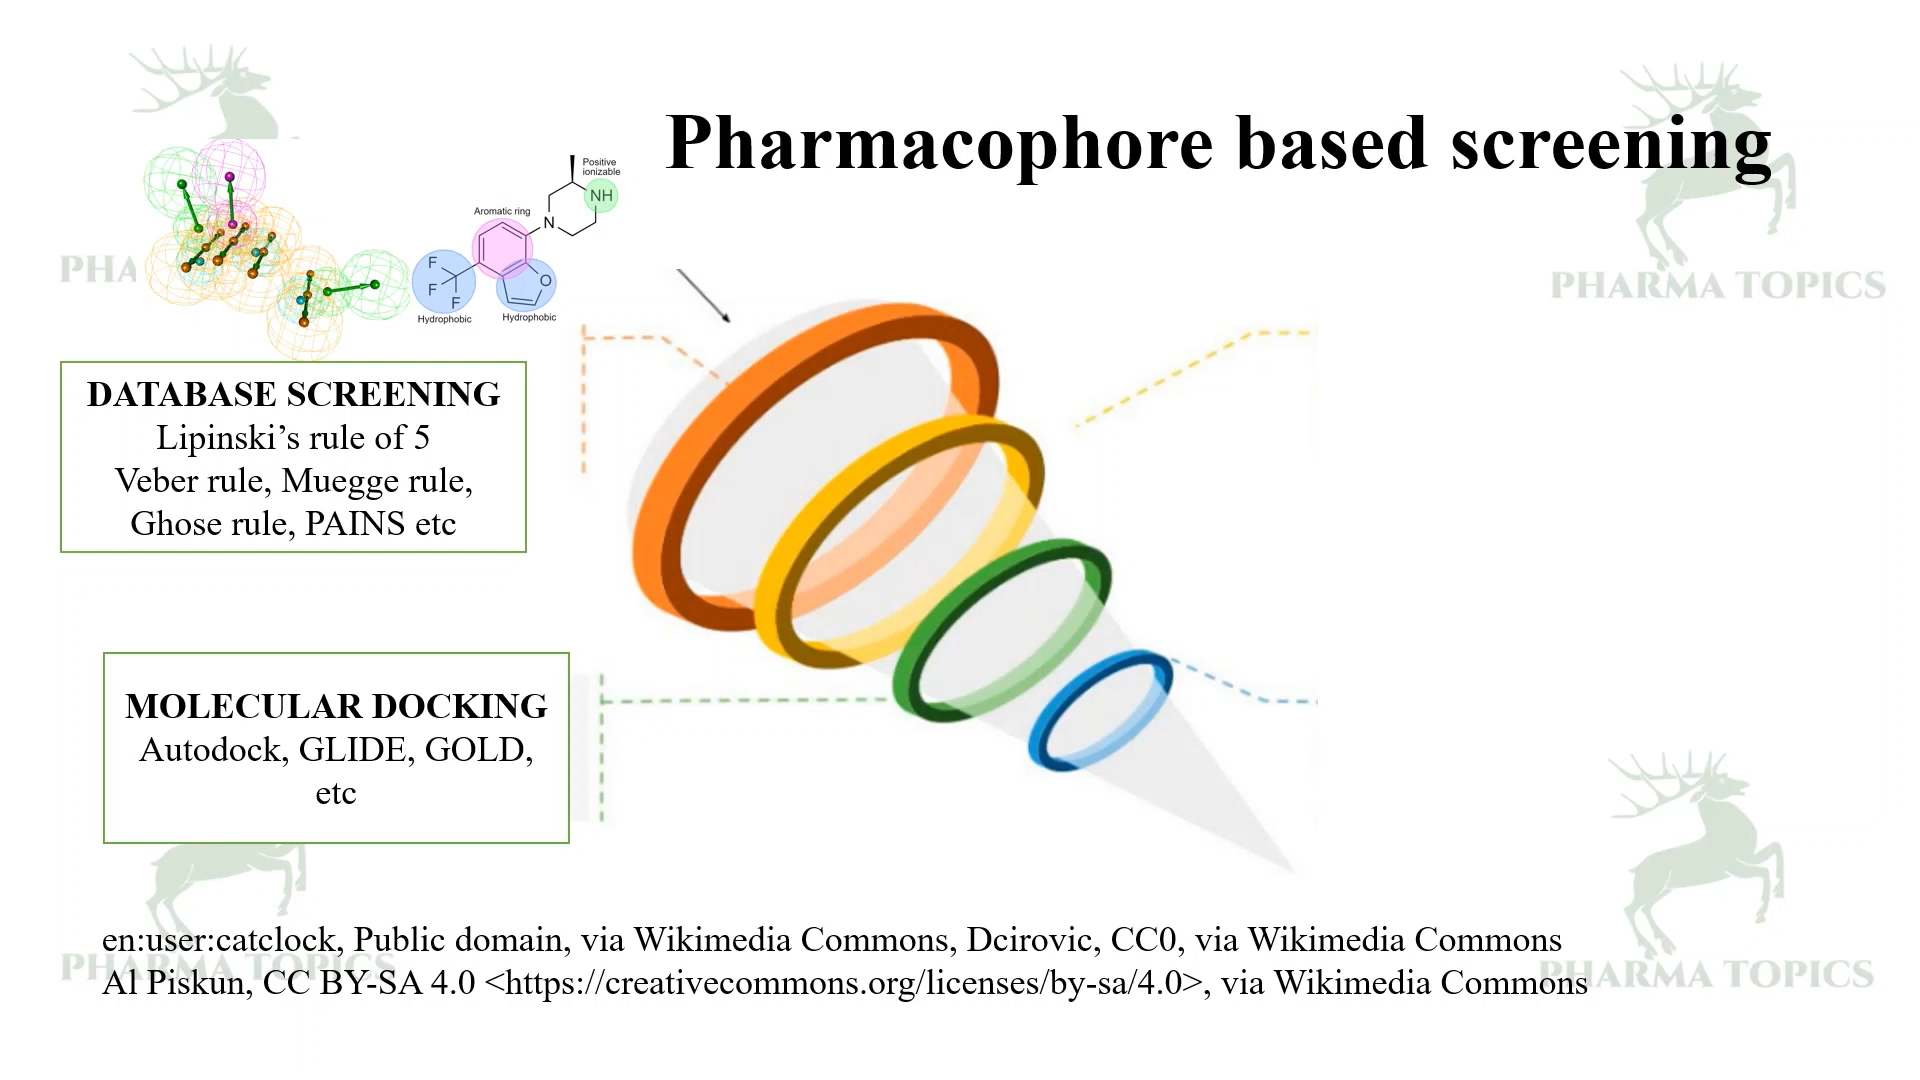 Pharmacophore based screening
PHARMA TOPICS
PHA
Positive
ionizable
NH
N
Aromatic ring
F
F
F
O
Hydrophobic
Hydrophobic
DATABASE SCREENING
Lipinski’s rule of 5
Veber rule, Muegge rule,
Ghose rule, PAINS etc
MOLECULAR DOCKING
Autodock, GLIDE, GOLD,
etc
en:user:catclock, Public domain, via Wikimedia Commons, Dcirovic, CC0, via Wikimedia Commons
PHARMA TOPICS
PHARMA TOPICS
Al Piskun, CC BY-SA 4.0 <https://creativecommons.org/licenses/by-sa/4.0>, via Wikimedia Commons